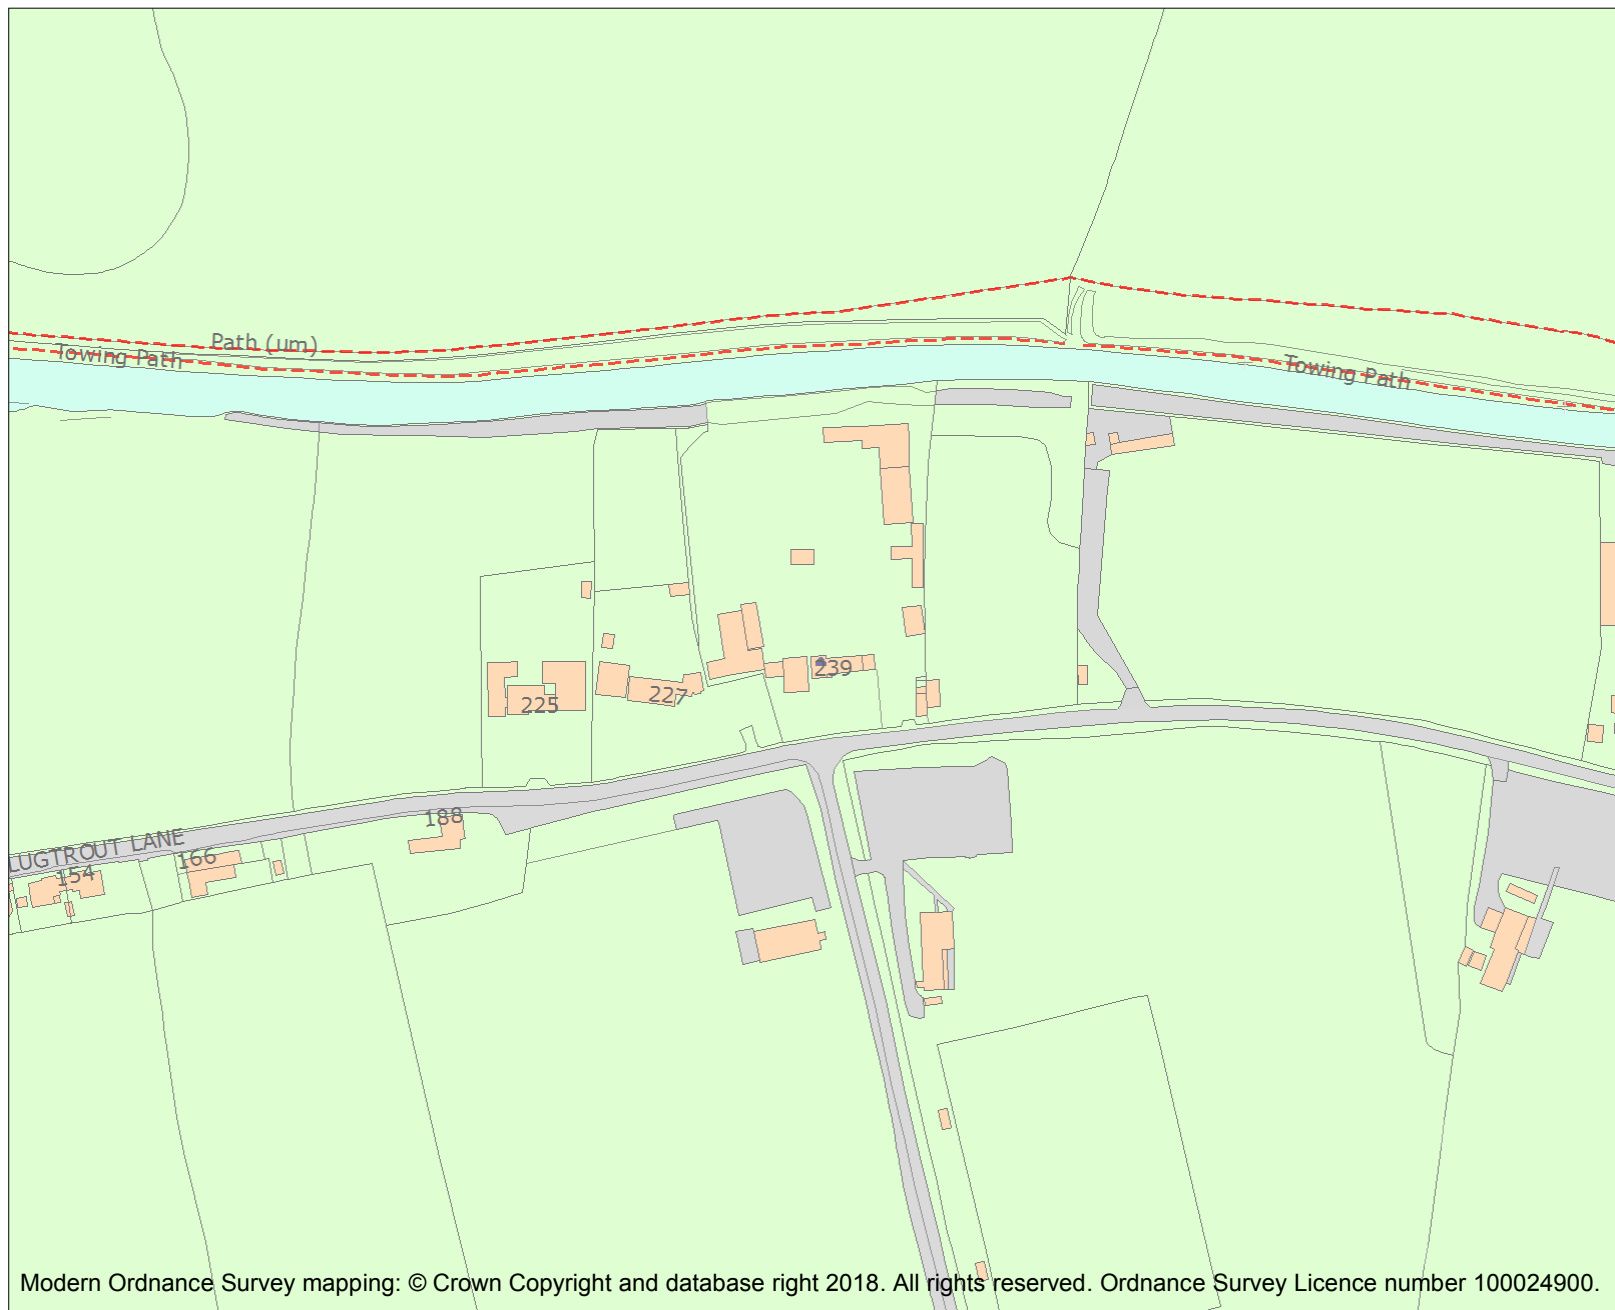 Path (um)
Towing Path
Towing Path
239
227
225
188
LUGTROUT LANE
166
154
Modern Ordnance Survey mapping: © Crown Copyright and database right 2018. All rights reserved. Ordnance Survey Licence number 100024900.